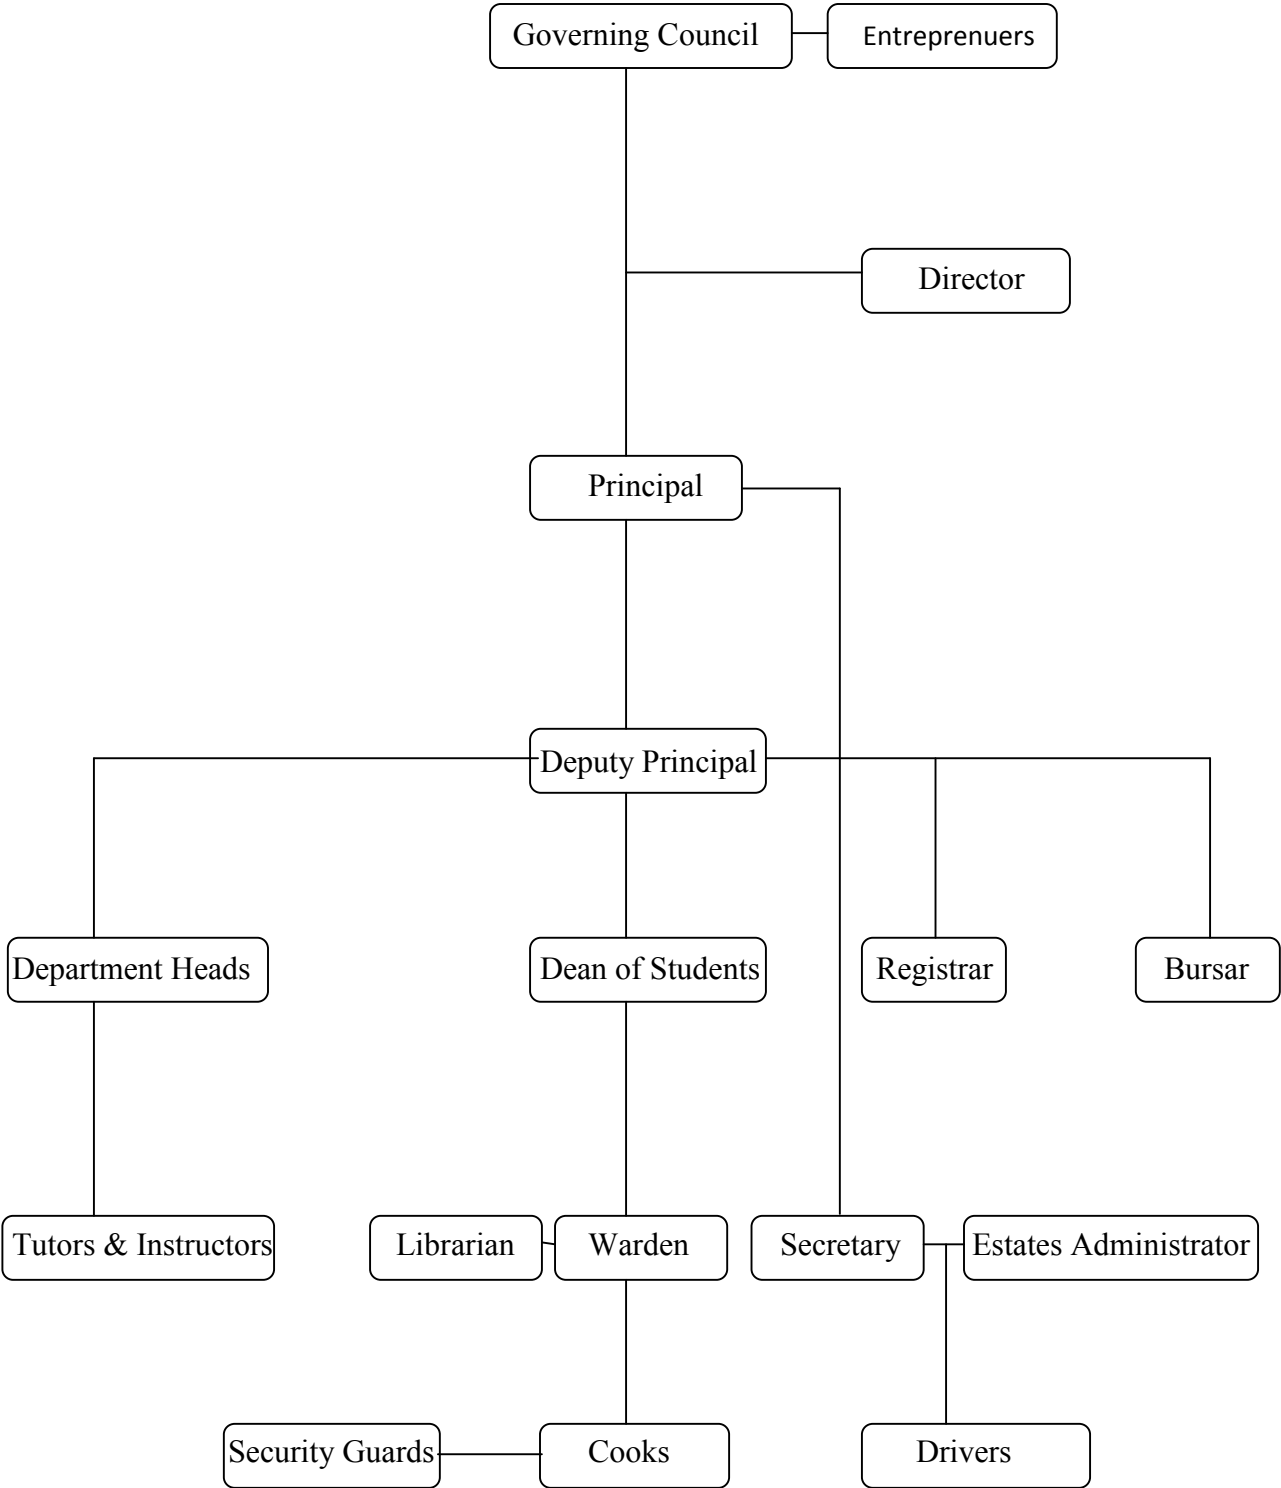 Governing Council
Entreprenuers
Director
Principal
Deputy Principal
Department Heads
Dean of Students
Registrar
Bursar
Tutors & Instructors
Librarian
Warden
Secretary
Estates Administrator
Security Guards
Cooks
Drivers